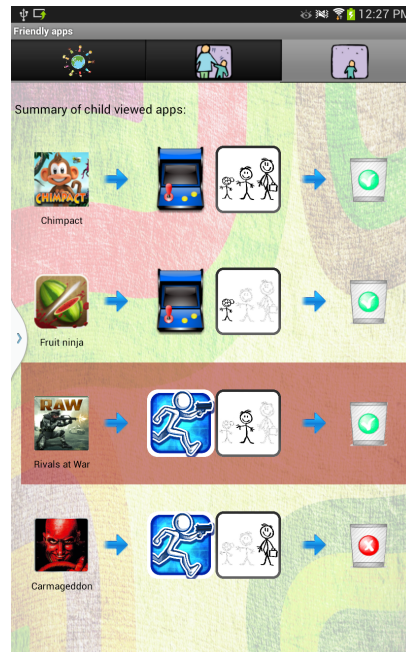 12:27 PM
Friendly apps
Summary of child viewed apps:
CHIMPACT
Chimpact
Fruit ninja
RAW
Rivals at War
Carmageddon